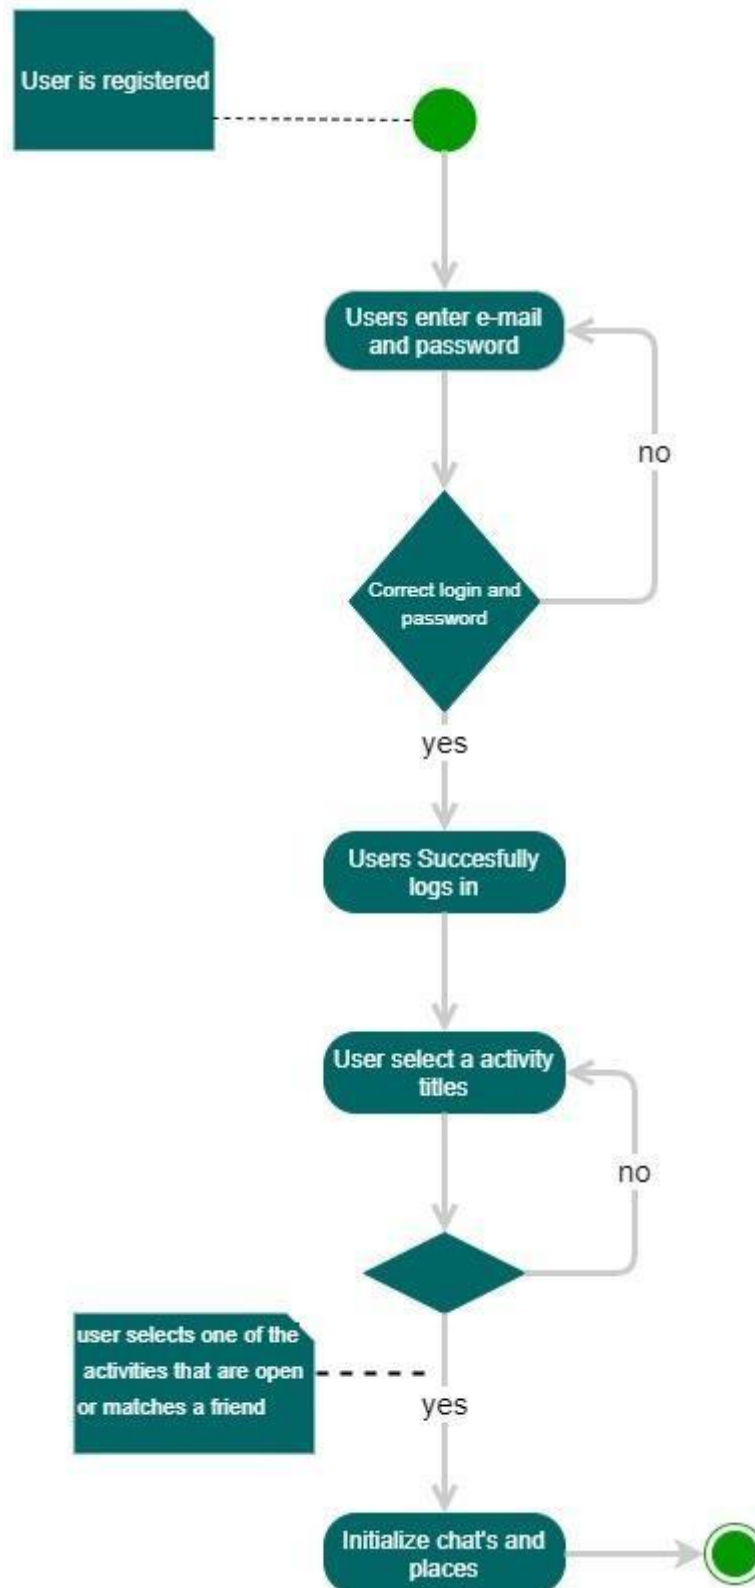 User is registered
Users enter e-mail
and password
no
Correct login and
password
yes
Users Succesfully
logs in
User select a activity
titles
no
user selects one of the
activities that are open
or matches a friend
yes
Initialize chat's and
places